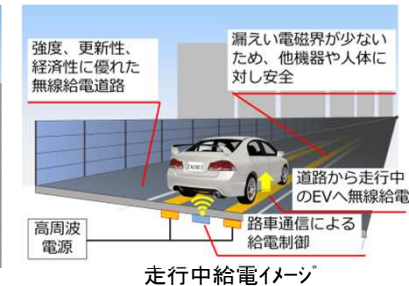 強度、更新性、
経済性に優れた
無線給電道路
漏えい電磁界が少ない
ため、他機器や人体に
対し安全
道路から走行中
のEVへ無線給電
路車通信による
給電制御
高周波
電源
走行中給電イメージ